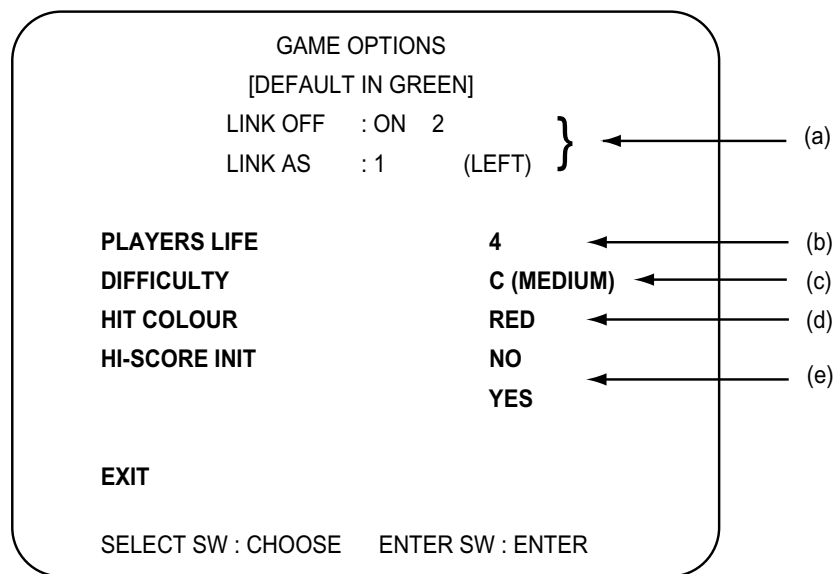 GAME OPTIONS
[DEFAULT IN GREEN]
LINK OFF : ON 2
LINK AS : 1 (LEFT) } (a)
PLAYERS LIFE 4 (b)
DIFFICULTY C (MEDIUM) (c)
HIT COLOUR RED (d)
HI-SCORE INIT NO
(e)
YES
EXIT
SELECT SW : CHOOSE ENTER SW : ENTER